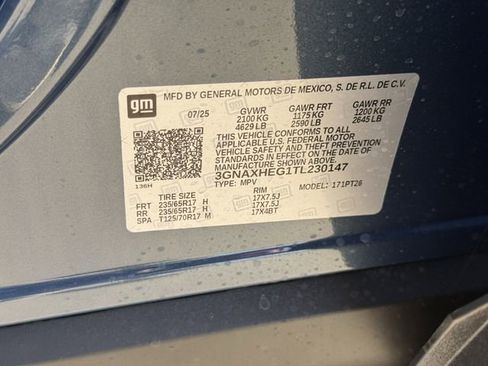 gm
MFD BY GENERAL MOTORS DE MEXICO, S. DE R.L. DE C.V.
07/25 GVWR GAWR FRT GAWR RR
2100 KG 1175 KG 1200 KG
4629 LB 2590 LB 2645 LB
THIS VEHICLE CONFORMS TO ALL
APPLICABLE U.S. FEDERAL MOTOR
VEHICLE SAFETY AND THEFT
PREVENTION STANDARDS IN
EFFECT ON THE DATE OF
MANUFACTURE SHOWN ABOVE.
3GNAXHEG1TL230147
136H TYPE: MPV MODEL: 171PT26
TIRE SIZE RIM
FRT 235/65R17 H 17X7.5J
RR 235/65R17 H 17X7.5J
SPA T125/70R17 M 17X4BT